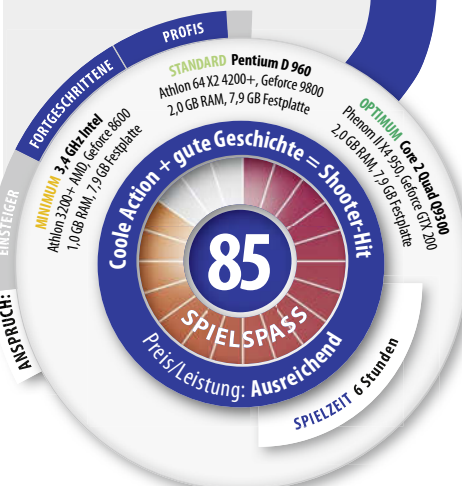 ANSPRUCH:
EINSTEIGER
FORTGESCHRITTENE
PROFIS
MINIMUM 3,4 GHz Intel
Athlon 3200+ AMD, Geforce 8600
1,0 GB RAM, 7,9 GB Festplatte
STANDARD Pentium D 960
Athlon 64 X2 4200+, Geforce 9800
2,0 GB RAM, 7,9 GB Festplatte
OPTIMUM Core 2 Quad Q9300
Phenom II X4 950, Geforce GTX 200
2,0 GB RAM, 7,9 GB Festplatte
Coole Action + gute Geschichte = Shooter-Hit
85
SPIELSPASS
Preis/Leistung: Ausreichend
SPIELZEIT 6 Stunden